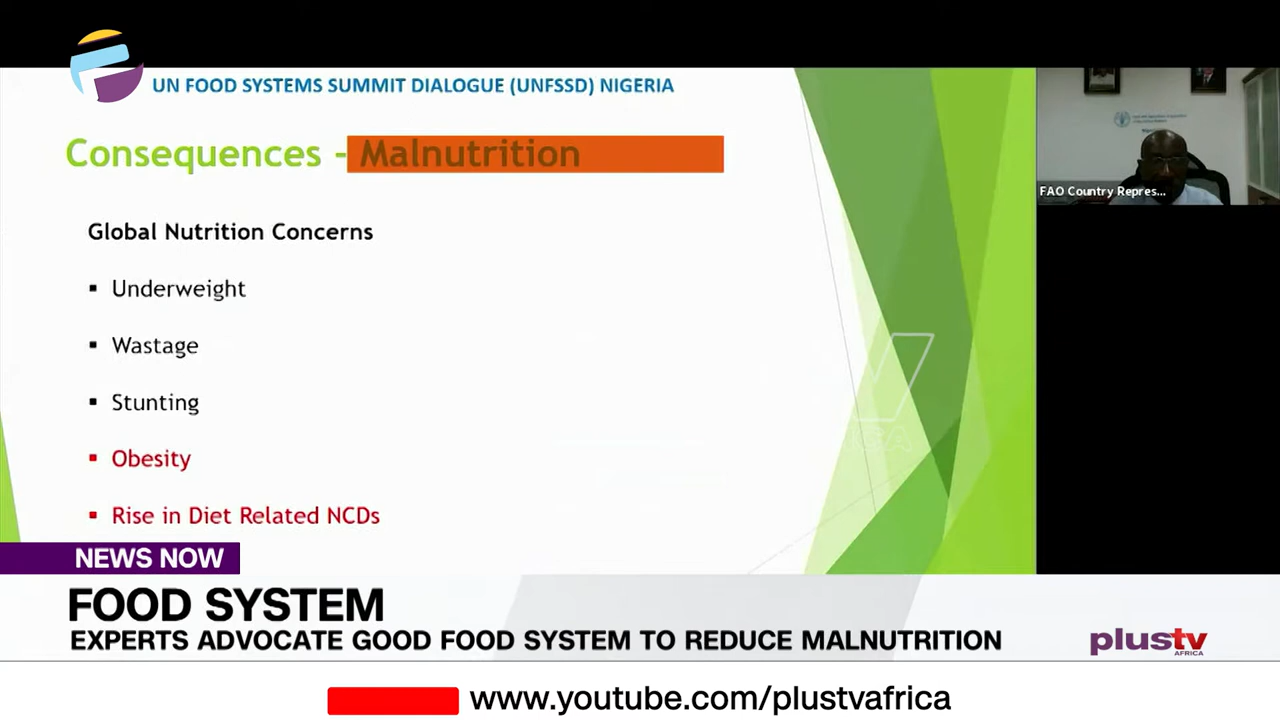 UN FOOD SYSTEMS SUMMIT DIALOGUE (UNFSSD) NIGERIA
Consequences - Malnutrition
Global Nutrition Concerns
▪ Underweight
▪ Wastage
▪ Stunting
▪ Obesity
▪ Rise in Diet Related NCDs
FAO Country Repres...
NEWS NOW
FOOD SYSTEM
EXPERTS ADVOCATE GOOD FOOD SYSTEM TO REDUCE MALNUTRITION
plustv
AFRICA
www.youtube.com/plustvafrica